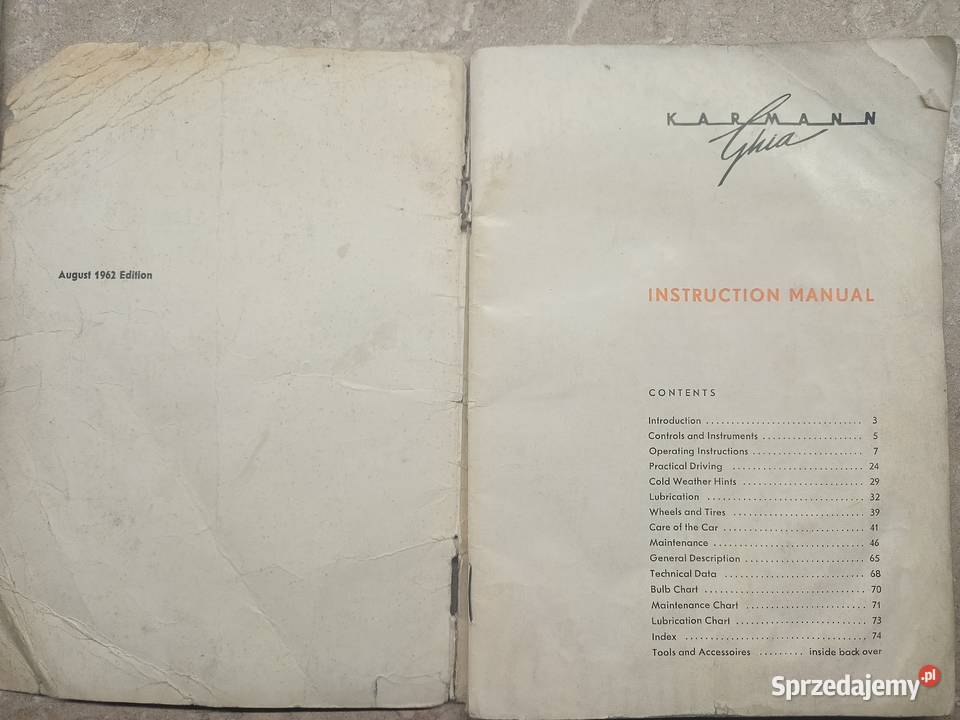 August 1962 Edition
KARMANN
Ghia
INSTRUCTION MANUAL
CONTENTS
Introduction ............................... 3
Controls and Instruments .................... 5
Operating Instructions ...................... 7
Practical Driving .......................... 24
Cold Weather Hints ........................ 29
Lubrication ............................... 32
Wheels and Tires .......................... 39
Care of the Car ............................ 41
Maintenance .............................. 46
General Description ........................ 65
Technical Data ............................ 68
Bulb Chart ................................ 70
Maintenance Chart ........................ 71
Lubrication Chart .......................... 73
Index .................................... 74
Tools and Accessoires ......... inside back over
Sprzedajemy.pl